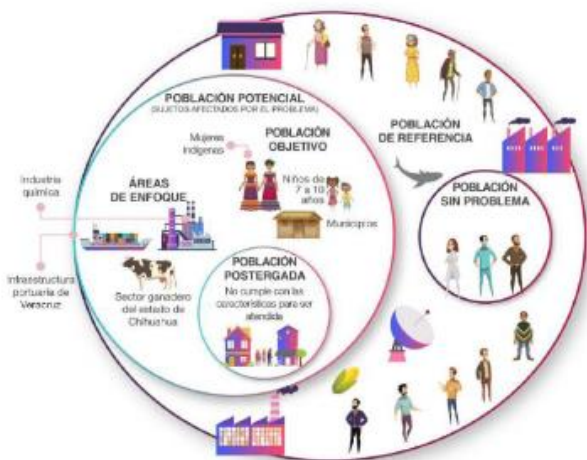 POBLACIÓN POTENCIAL
(SUJETOS AFECTADOS POR EL PROBLEMA)
POBLACIÓN
OBJETIVO
Mujeres
indígenas
Niños de
7 a 10
años
Municipios
ÁREAS
DE ENFOQUE
Industria
química
Infraestructura
portuaria de
Veracruz
Sector ganadero
del estado de
Chihuahua
POBLACIÓN
POSTERGADA
No cumple con las
características para ser
atendida
POBLACIÓN
DE REFERENCIA
POBLACIÓN
SIN PROBLEMA